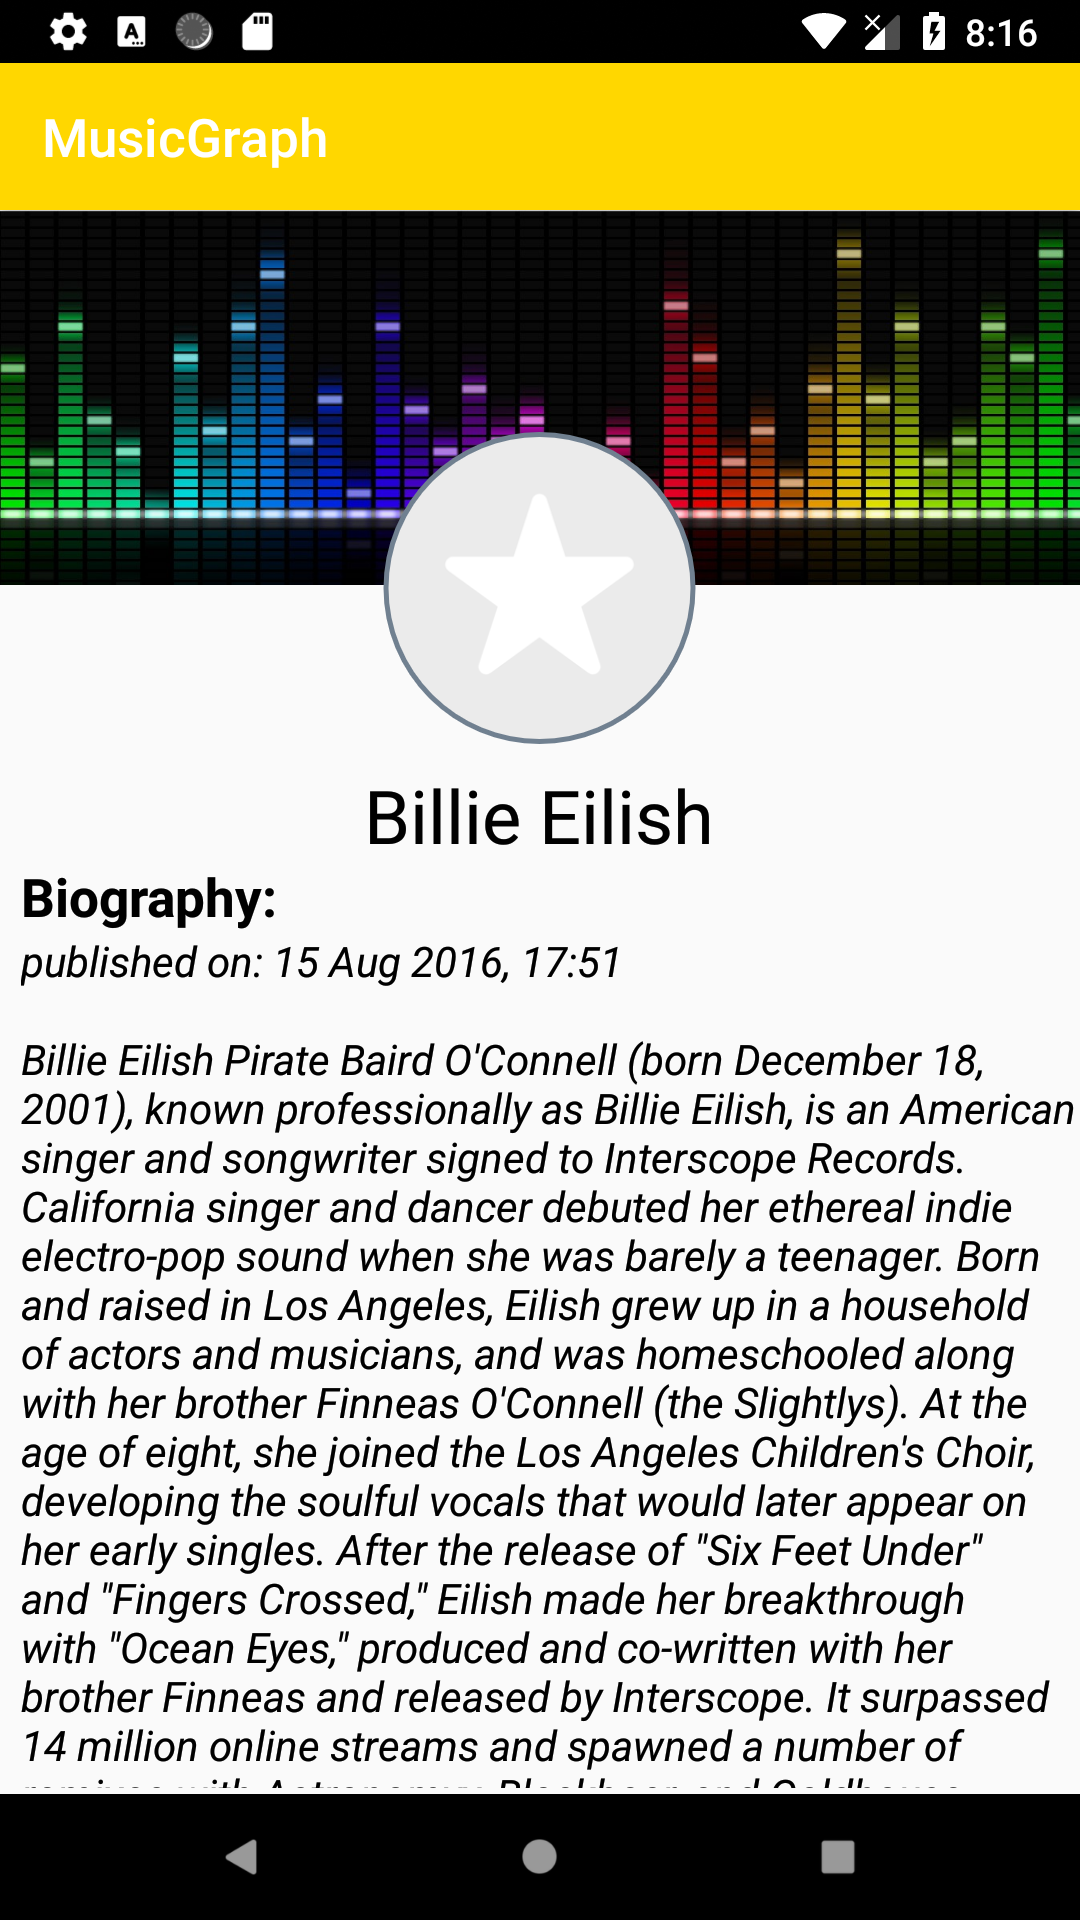 8:16
MusicGraph
Billie Eilish
Biography:
published on: 15 Aug 2016, 17:51
Billie Eilish Pirate Baird O'Connell (born December 18,
2001), known professionally as Billie Eilish, is an American
singer and songwriter signed to Interscope Records.
California singer and dancer debuted her ethereal indie
electro-pop sound when she was barely a teenager. Born
and raised in Los Angeles, Eilish grew up in a household
of actors and musicians, and was homeschooled along
with her brother Finneas O'Connell (the Slightlys). At the
age of eight, she joined the Los Angeles Children's Choir,
developing the soulful vocals that would later appear on
her early singles. After the release of "Six Feet Under"
and "Fingers Crossed," Eilish made her breakthrough
with "Ocean Eyes," produced and co-written with her
brother Finneas and released by Interscope. It surpassed
14 million online streams and spawned a number of